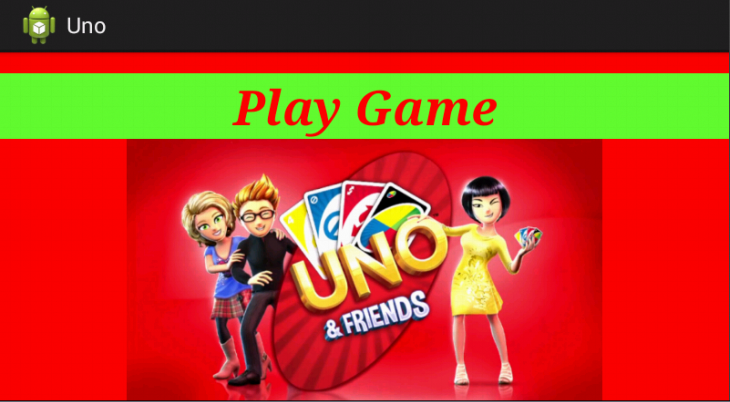 Uno
Play Game
UNO
& FRIENDS